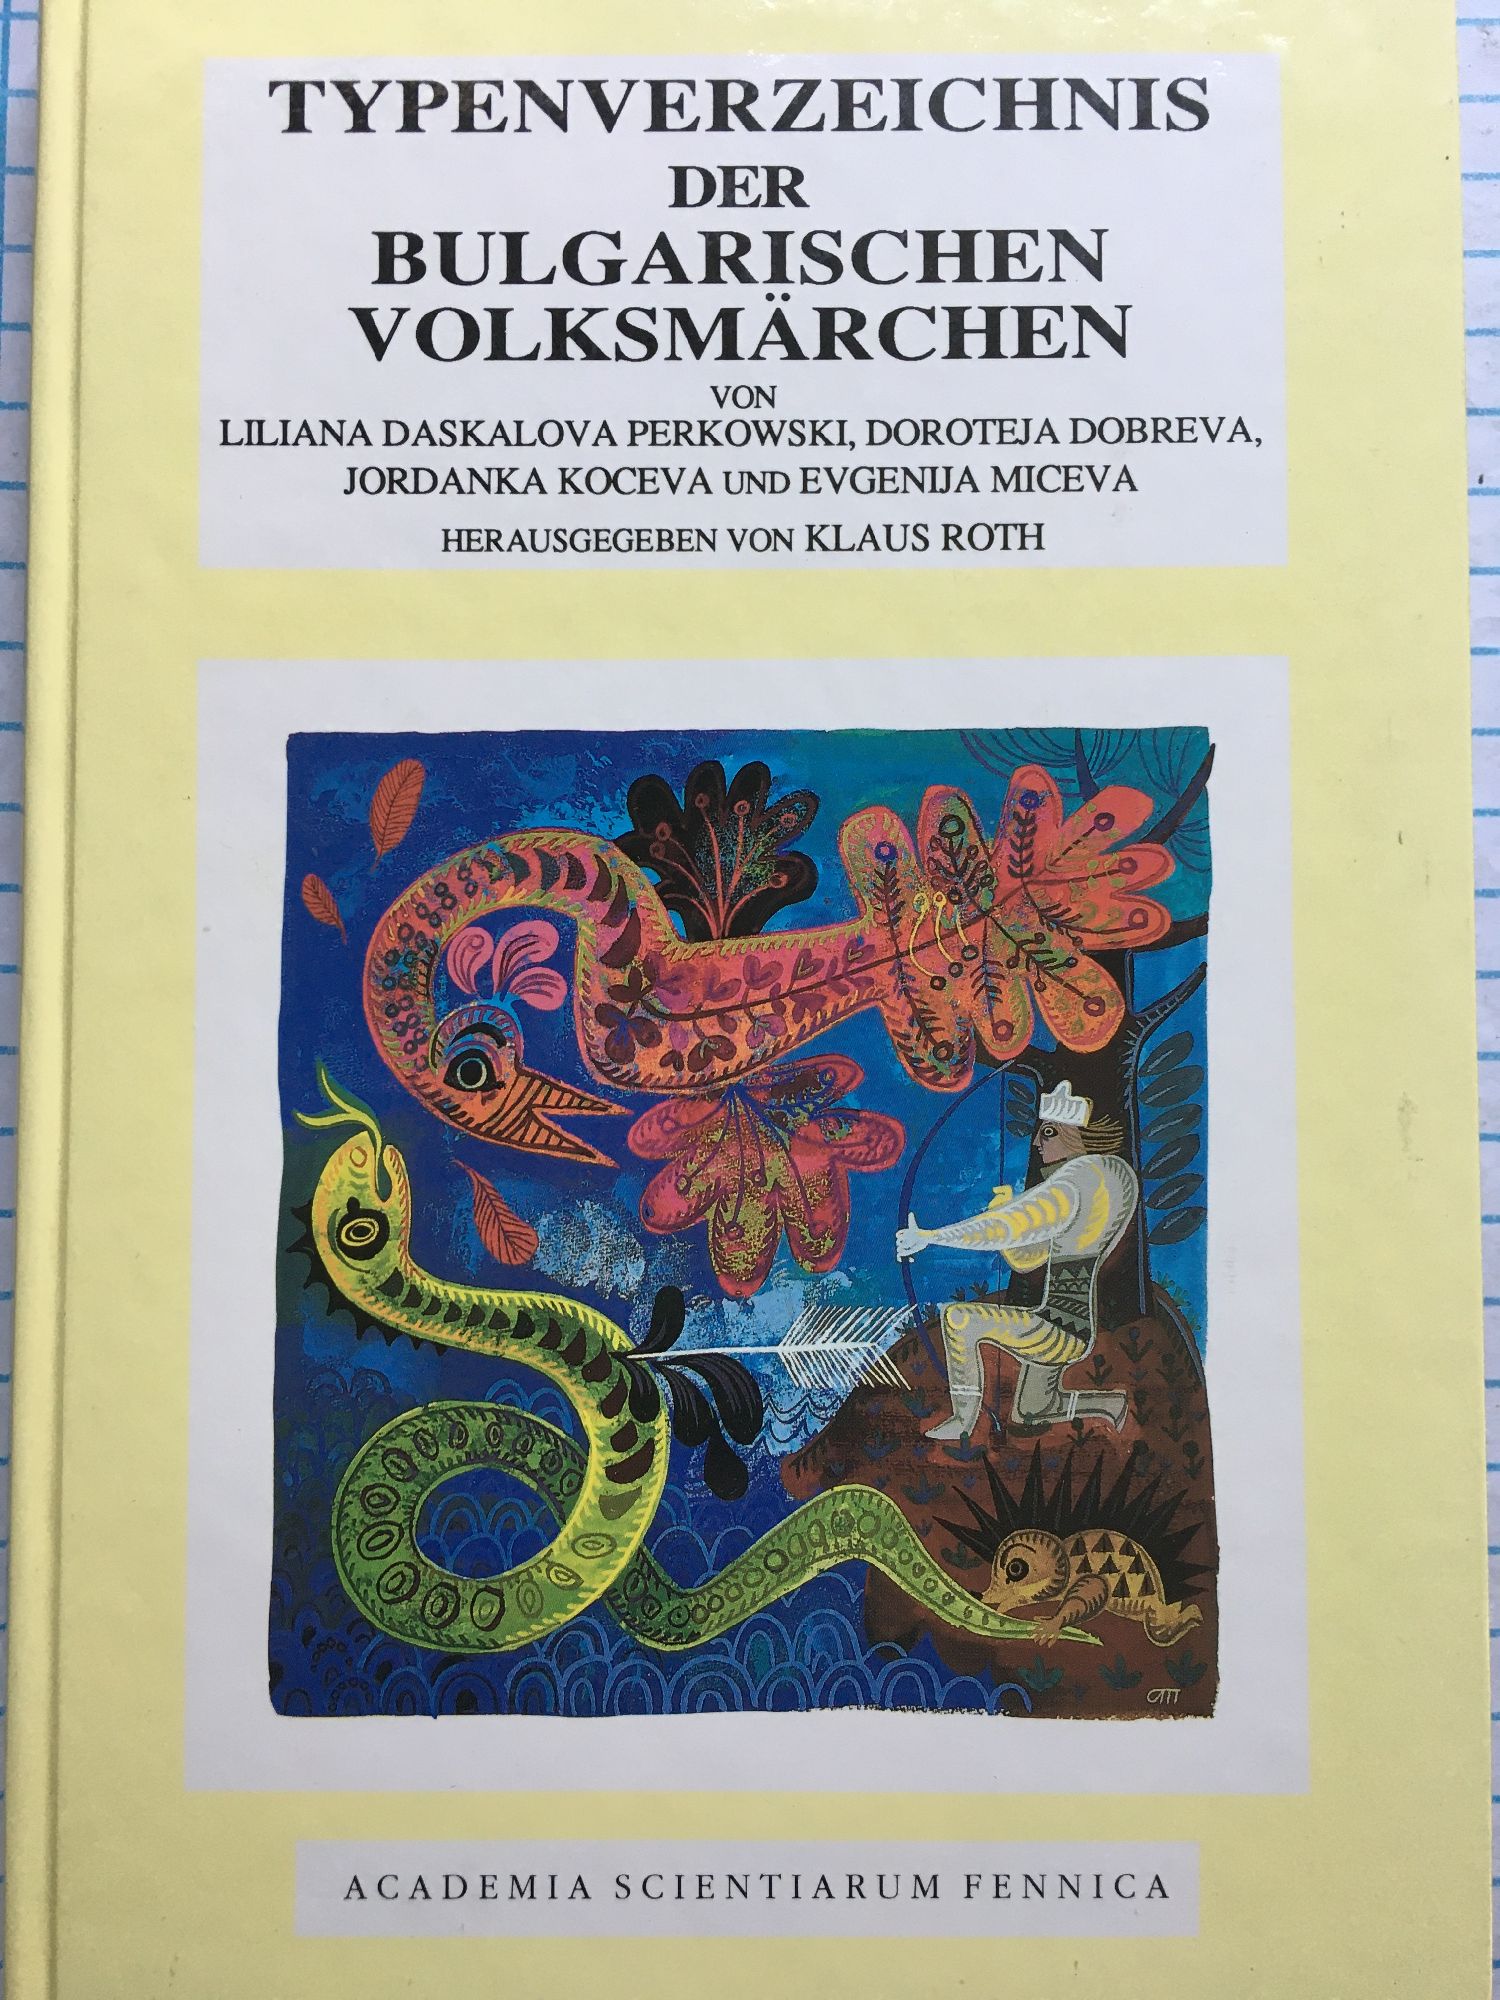 TYPENVERZEICHNIS
DER
BULGARISCHEN
VOLKSMÄRCHEN
VON
LILIANA DASKALOVA PERKOWSKI, DOROTEJA DOBREVA,
JORDANKA KOCEVA UND EVGENIJA MICEVA
HERAUSGEGEBEN VON KLAUS ROTH
ACADEMIA SCIENTIARUM FENNICA